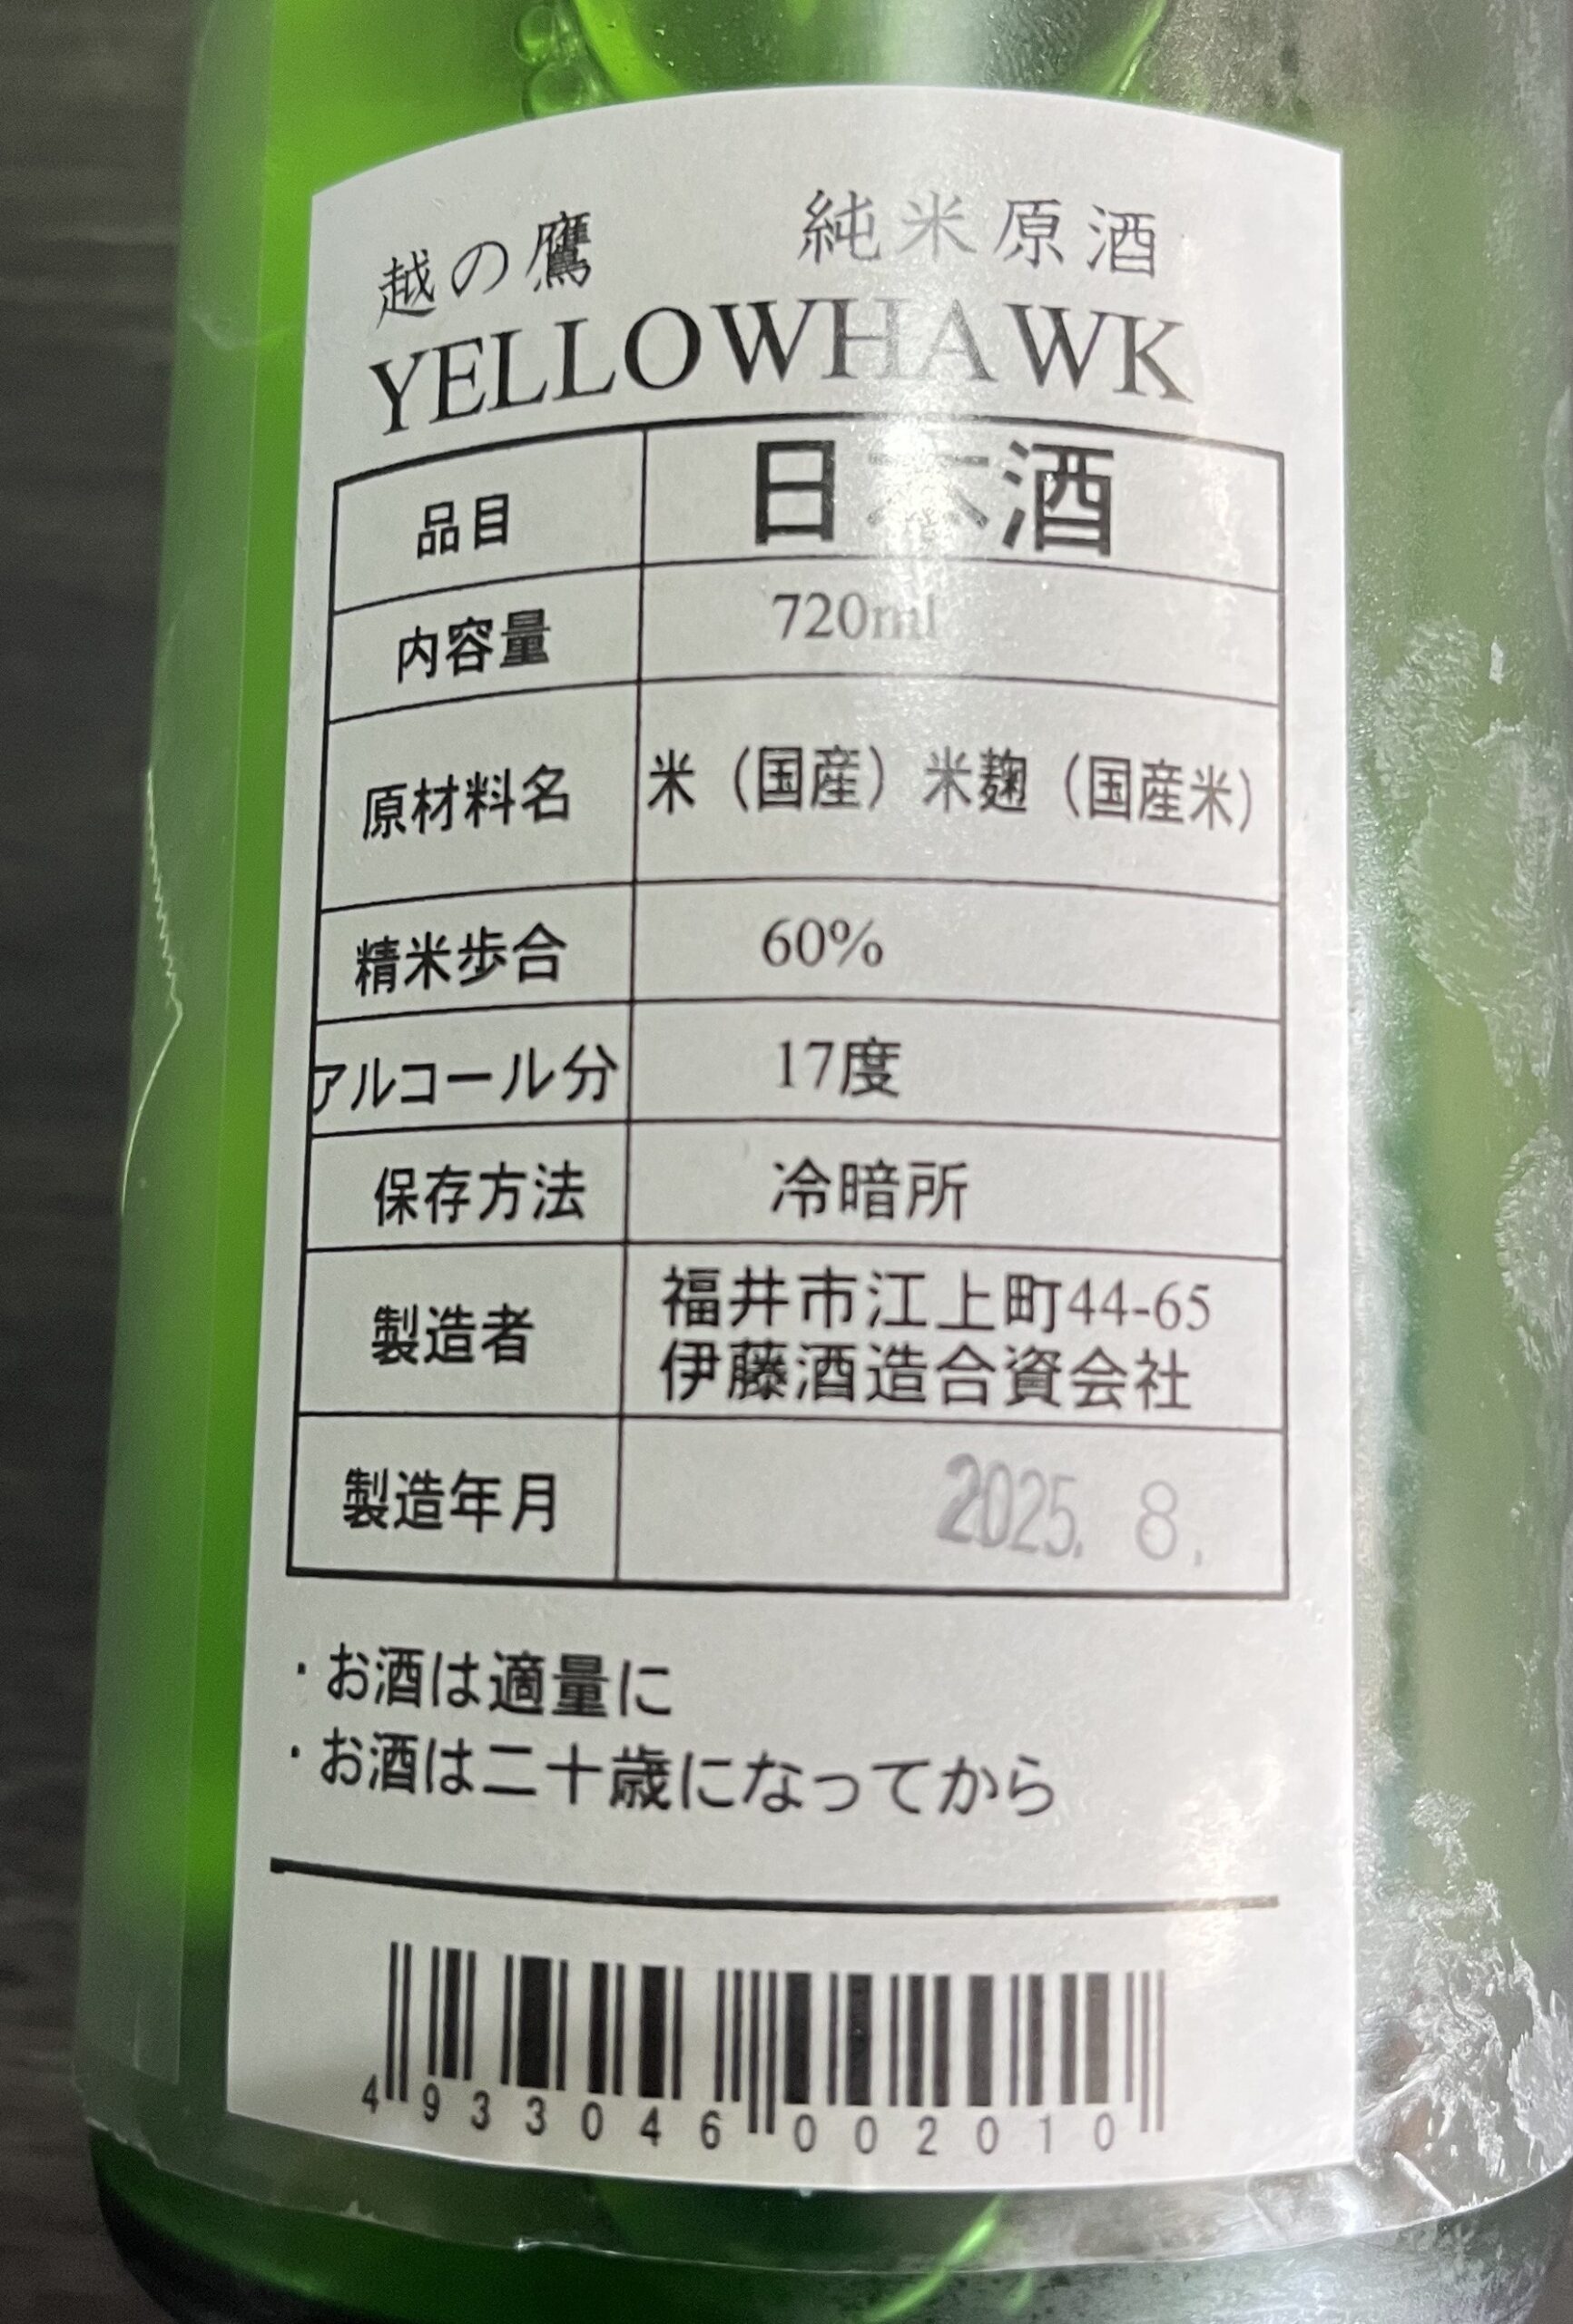 越の鷹 純米原酒
YELLOWHAWK
品目 日本酒
内容量 720ml
原材料名 米（国産）米麹（国産米）
精米歩合 60%
アルコール分 17度
保存方法 冷暗所
製造者 福井市江上町44-65
伊藤酒造合資会社
製造年月 2025. 8.
・お酒は適量に
・お酒は二十歳になってから
4933046002010